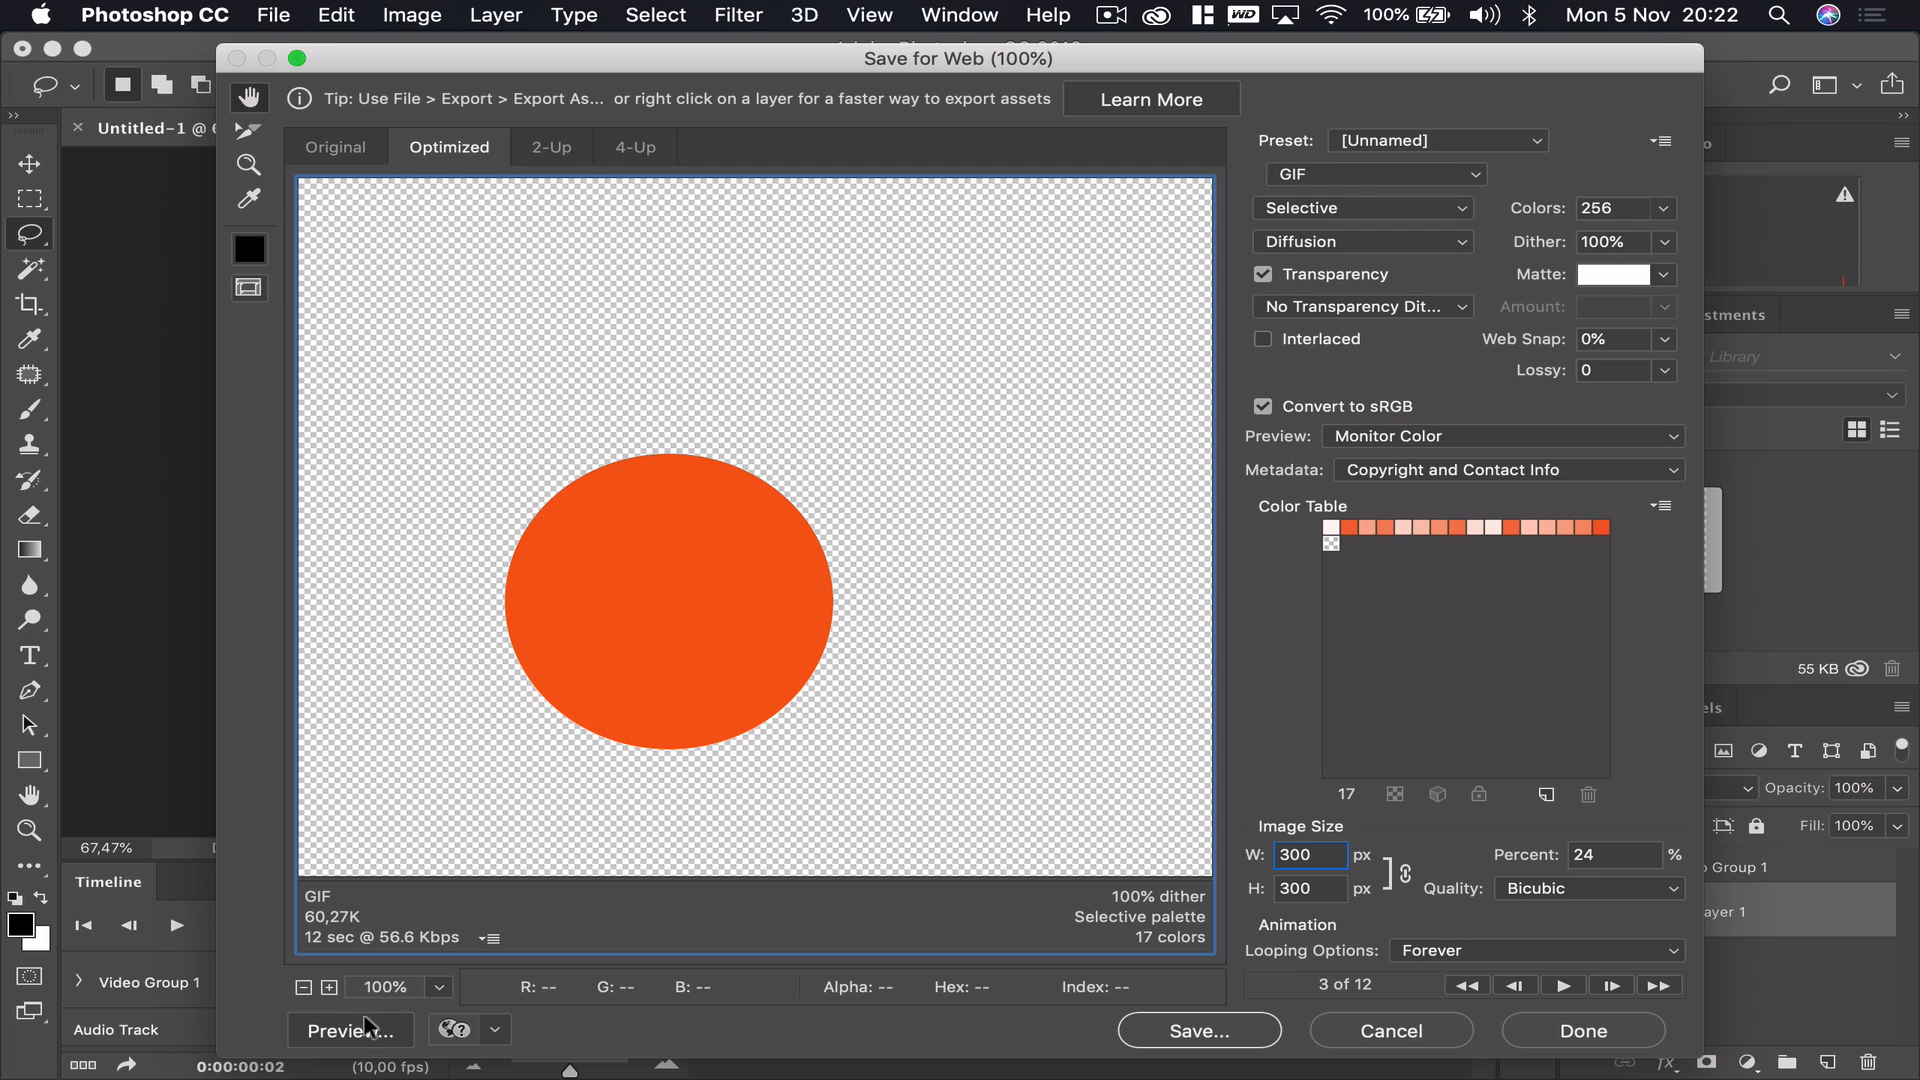 Photoshop CC File Edit Image Layer Type Select Filter 3D View Window Help WD 100% Mon 5 Nov 20:22
Save for Web (100%)
Tip: Use File > Export > Export As... or right click on a layer for a faster way to export assets
Learn More
Untitled-1 @ 6
Original Optimized 2-Up 4-Up
Preset: [Unnamed]
GIF
Selective Colors: 256
Diffusion Dither: 100%
Transparency Matte:
No Transparency Dit... Amount:
Interlaced Web Snap: 0%
Lossy: 0
Convert to sRGB
Preview: Monitor Color
Metadata: Copyright and Contact Info
Color Table
17
Image Size
W: 300 px Percent: 24 %
H: 300 px Quality: Bicubic
Animation
Looping Options: Forever
3 of 12
GIF 100% dither
60,27K Selective palette
12 sec @ 56.6 Kbps 17 colors
100% R: -- G: -- B: -- Alpha: -- Hex: -- Index: --
Preview... Save... Cancel Done
stments
Library
55 KB
els
Opacity: 100%
Fill: 100%
Group 1
ayer 1
67,47%
Timeline
Video Group 1
Audio Track
0:00:00:02 (10,00 fps)
fx